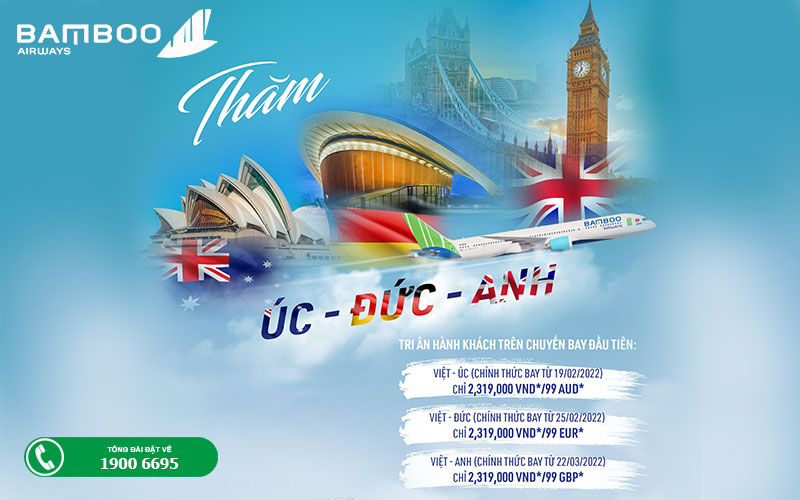 BAMBOO
AIRWAYS
Thăm
BAMBOO
AIRWAYS
ÚC - ĐỨC - ANH
TRI ÂN HÀNH KHÁCH TRÊN CHUYẾN BAY ĐẦU TIÊN:
VIỆT - ÚC (CHÍNH THỨC BAY TỪ 19/02/2022)
CHỈ 2,319,000 VND*/99 AUD*
VIỆT - ĐỨC (CHÍNH THỨC BAY TỪ 25/02/2022)
CHỈ 2,319,000 VND*/99 EUR*
VIỆT - ANH (CHÍNH THỨC BAY TỪ 22/03/2022)
CHỈ 2,319,000 VND*/99 GBP*
TỔNG ĐÀI ĐẶT VÉ
1900 6695